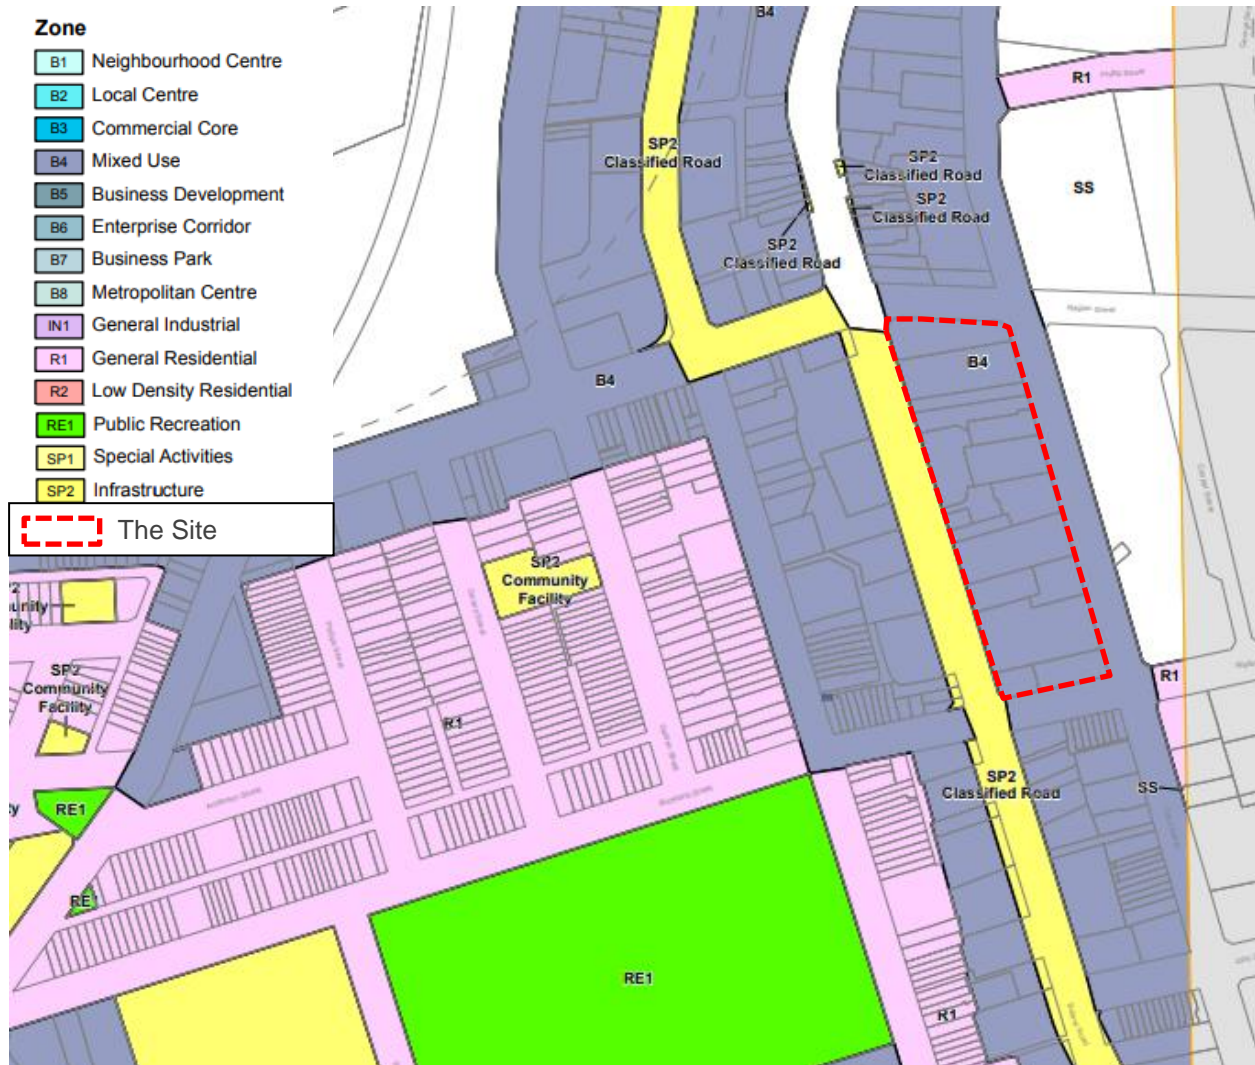 Zone
B1 Neighbourhood Centre
B2 Local Centre
B3 Commercial Core
B4 Mixed Use
B5 Business Development
B6 Enterprise Corridor
B7 Business Park
B8 Metropolitan Centre
IN1 General Industrial
R1 General Residential
R2 Low Density Residential
RE1 Public Recreation
SP1 Special Activities
SP2 Infrastructure
The Site
B4
R1
SP2
Classified Road
SP2
Classified Road
SP2
Classified Road
SS
SP2
Classified Road
B4
B4
SP2
Community
Facility
SP2
Community
Facility
R1
R1
SP2
Classified Road
SS
RE1
RE1
RE1
R1